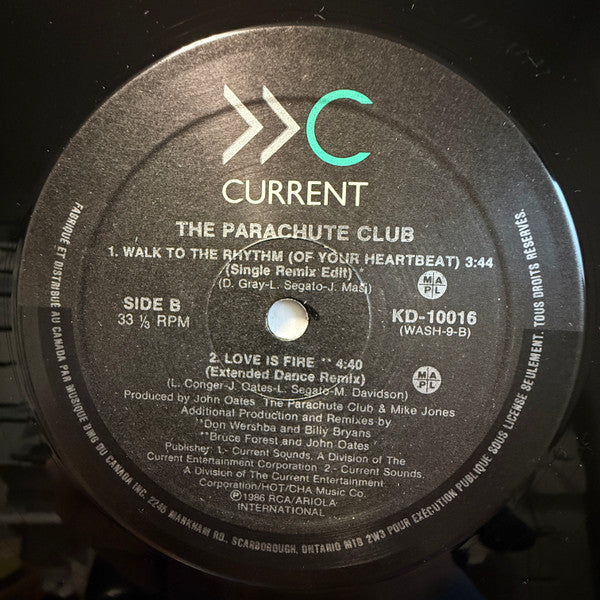 CURRENT
THE PARACHUTE CLUB
1. WALK TO THE RHYTHM (OF YOUR HEARTBEAT) 3:44
(Single Remix Edit) *
(D. Gray-L. Segato-J. Masi)
MAPL
SIDE B
33 ⅓ RPM
KD-10016
(WASH-9-B)
2. LOVE IS FIRE ** 4:40
(Extended Dance Remix)
MAPL
(L. Conger-J. Oates-L. Segato-M. Davidson)
Produced by John Oates, The Parachute Club & Mike Jones
Additional Production and Remixes by
*Don Wershba and Billy Bryans
**Bruce Forest and John Oates
Publisher: 1.- Current Sounds, A Division of The
Current Entertainment Corporation 2.- Current Sounds
A Division of The Current Entertainment
Corporation/HOT/CHA Music Co.
Ⓟ1986 RCA/ARIOLA
INTERNATIONAL
FABRIQUÉ ET DISTRIBUÉ AU CANADA PAR MUSIQUE BMG DU CANADA INC. 2245 MARKHAM RD., SCARBOROUGH, ONTARIO M1B 2W3 POUR EXÉCUTION PUBLIQUE SOUS LICENSE SEULEMENT. TOUS DROITS RÉSERVÉS.